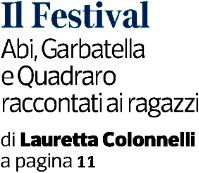 Il Festival
Abi, Garbatella
e Quadraro
raccontati ai ragazzi
di Lauretta Colonnelli
a pagina 11